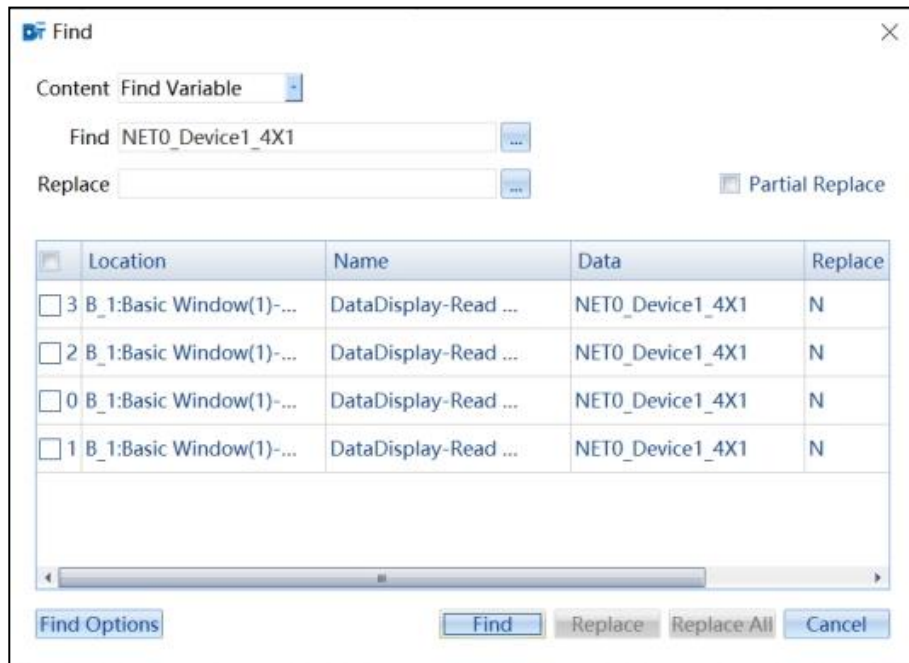 DT Find
Content Find Variable
Find NET0_Device1_4X1 ...
Replace ... Partial Replace
Location Name Data Replace
3 B_1:Basic Window(1)-... DataDisplay-Read ... NET0_Device1_4X1 N
2 B_1:Basic Window(1)-... DataDisplay-Read ... NET0_Device1_4X1 N
0 B_1:Basic Window(1)-... DataDisplay-Read ... NET0_Device1_4X1 N
1 B_1:Basic Window(1)-... DataDisplay-Read ... NET0_Device1_4X1 N
Find Options Find Replace Replace All Cancel